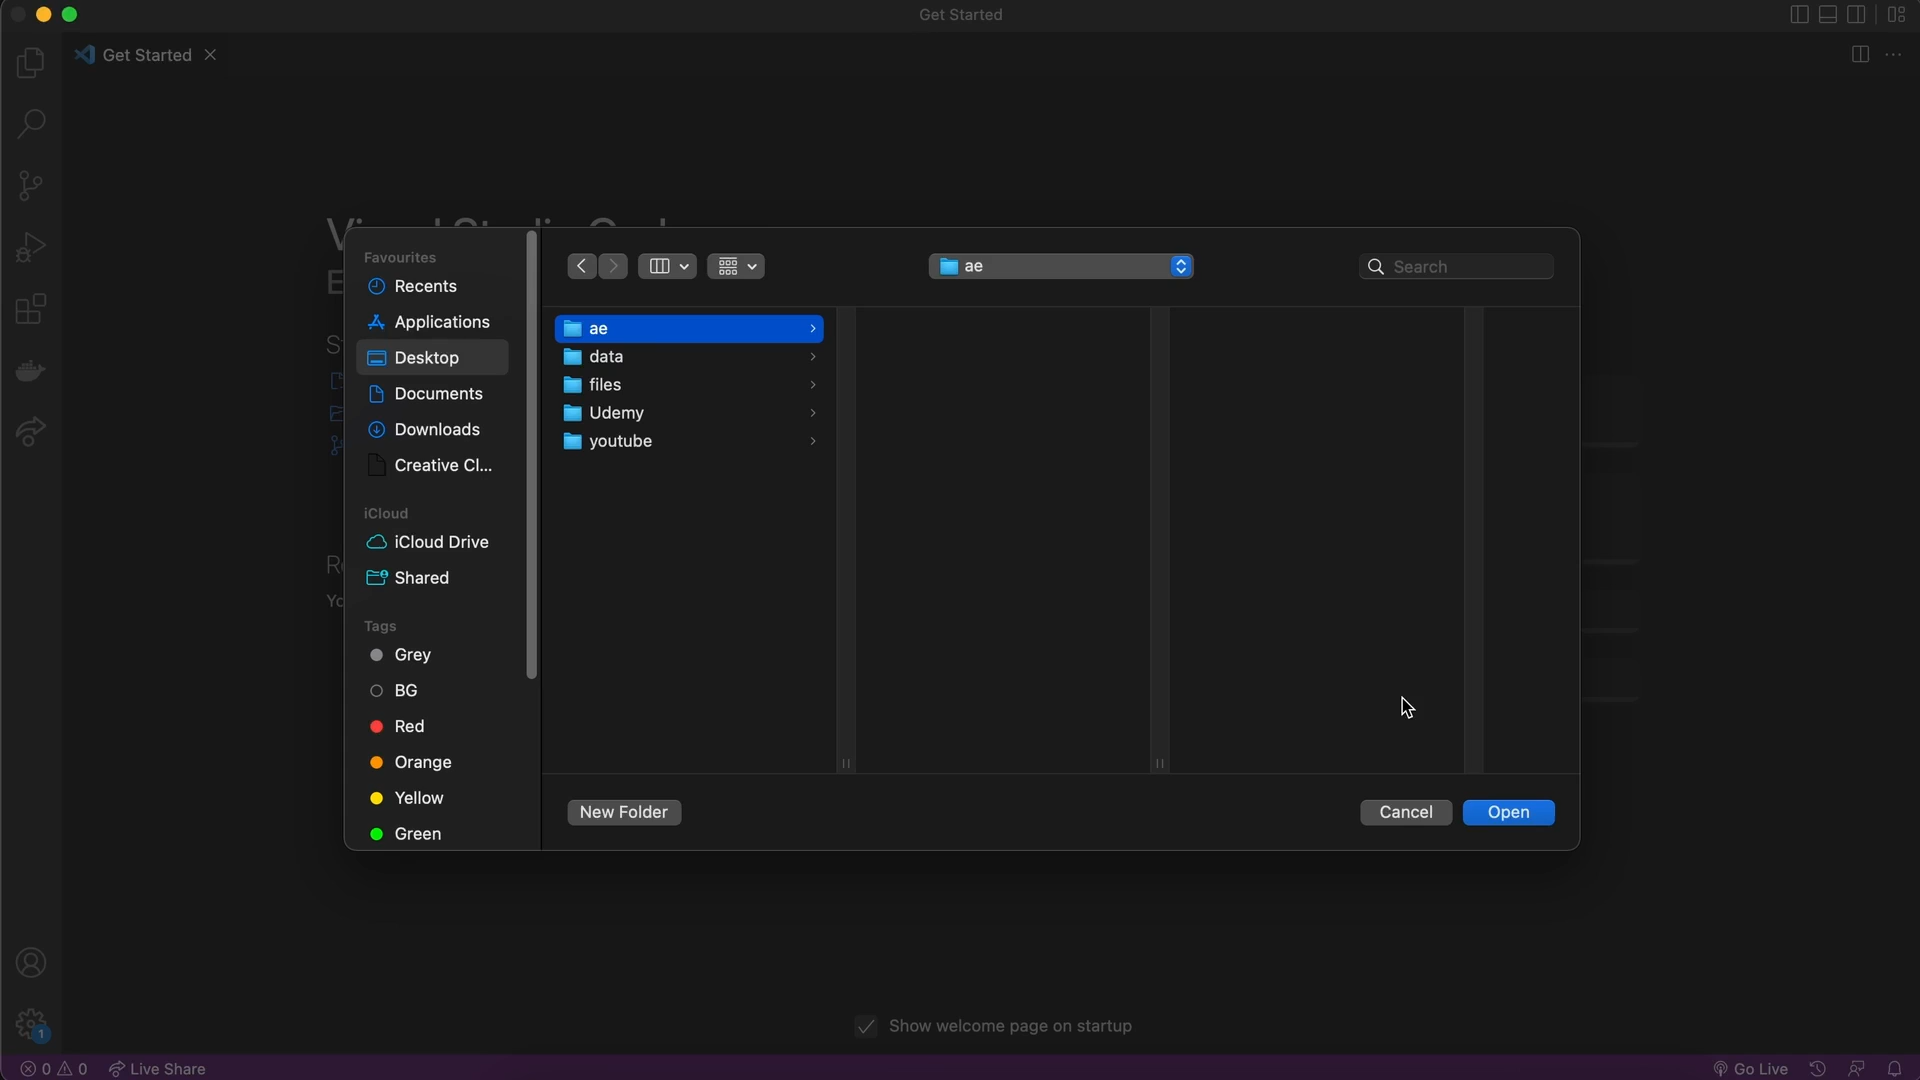 Get Started
Get Started
Favourites
Recents
Applications
Desktop
Documents
Downloads
Creative Cl...
iCloud
iCloud Drive
Shared
Tags
Grey
BG
Red
Orange
Yellow
Green
ae
Search
ae
data
files
Udemy
youtube
New Folder
Cancel
Open
Show welcome page on startup
1
0 0 Live Share
Go Live